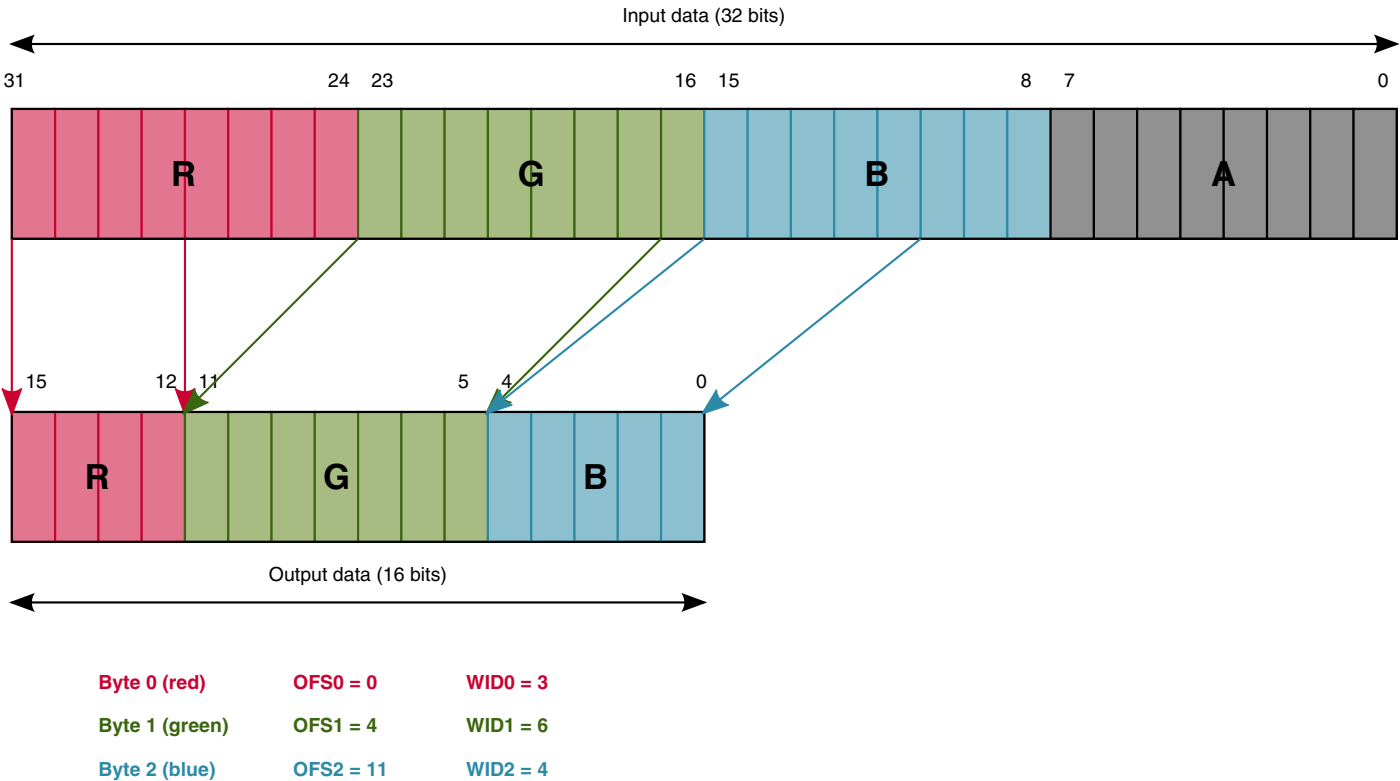 Input data (32 bits)
31 24 23 16 15 8 7 0
R G B A
15 12 11 5 4 0
R G B
Output data (16 bits)
Byte 0 (red) OFS0 = 0 WID0 = 3
Byte 1 (green) OFS1 = 4 WID1 = 6
Byte 2 (blue) OFS2 = 11 WID2 = 4